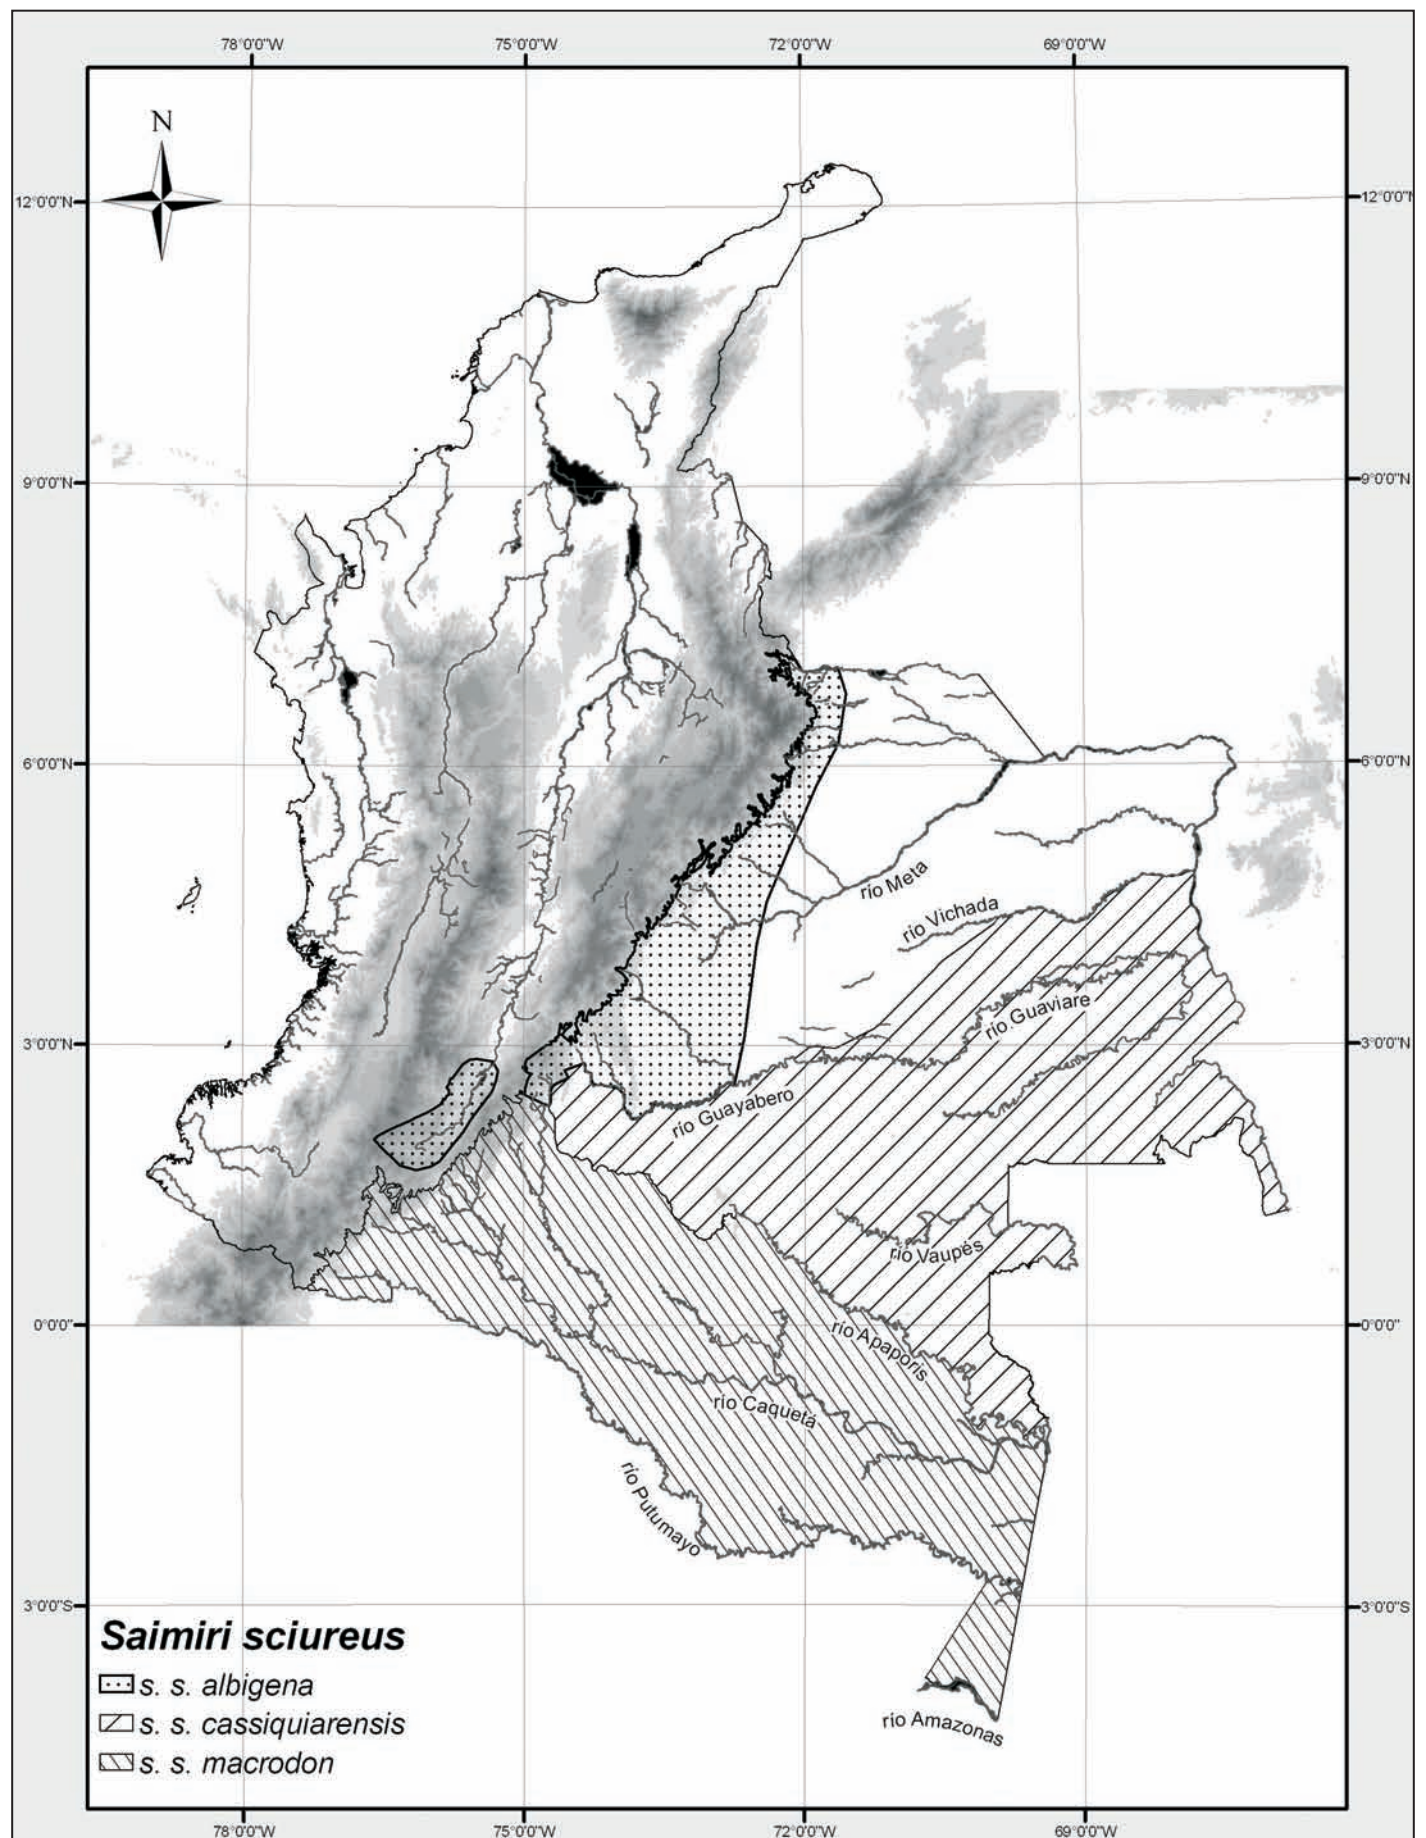 78°0'0"W 75°0'0"W 72°0'0"W 69°0'0"W
N
12°0'0"N 12°0'0"N
9°0'0"N 9°0'0"N
6°0'0"N 6°0'0"N
río Meta
río Vichada
río Guaviare
3°0'0"N 3°0'0"N
río Guayabero
río Vaupés
0°0'0" 0°0'0"
río Apaporis
río Caquetá
río Putumayo
3°0'0"S 3°0'0"S
Saimiri sciureus
s. s. albigena
s. s. cassiquiarensis
s. s. macrodon
río Amazonas
78°0'0"W 75°0'0"W 72°0'0"W 69°0'0"W